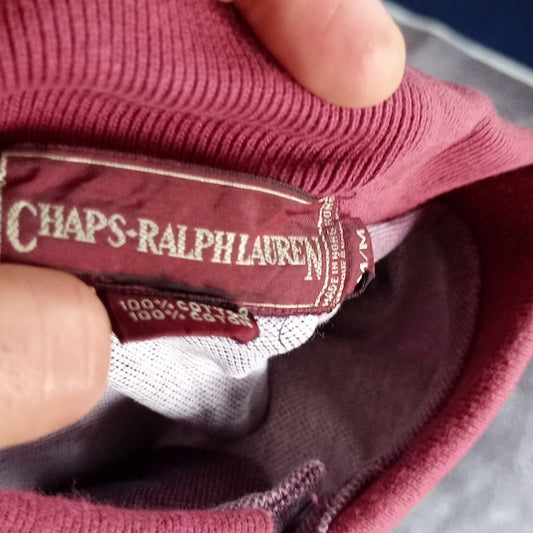 CHAPS-RALPH LAUREN
MADE IN HONG KONG
M
100% COTTON
100% COTON